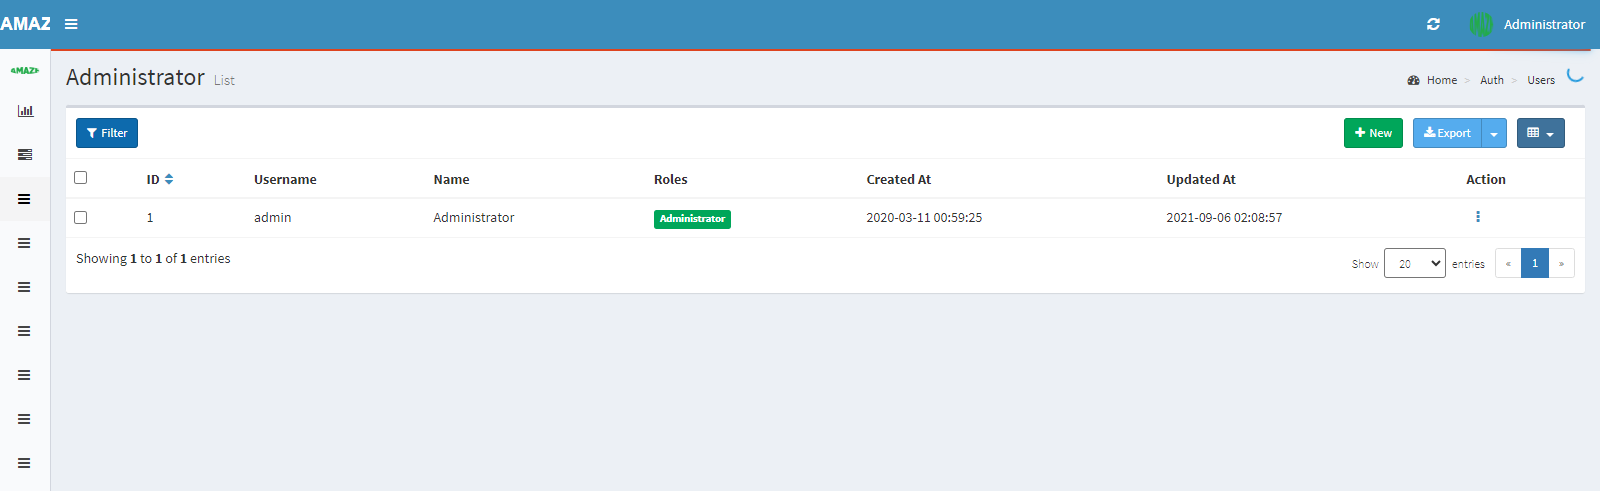 AMAZ
Administrator
AMAZ
Administrator List
Home > Auth > Users
Filter
New Export
ID Username Name Roles Created At Updated At Action
1 admin Administrator Administrator 2020-03-11 00:59:25 2021-09-06 02:08:57
Showing 1 to 1 of 1 entries
Show 20 entries « 1 »